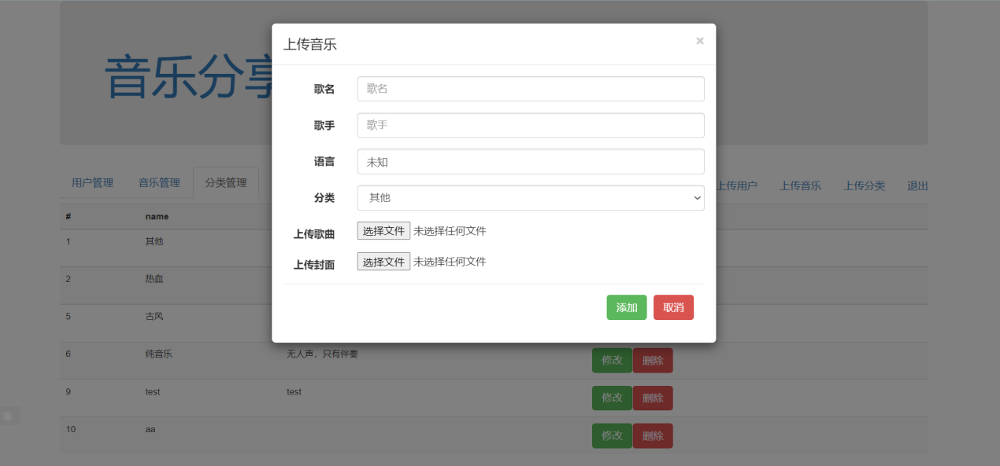 上传音乐 ×
音乐分享
歌名 歌名
歌手 歌手
语言 未知
用户管理 音乐管理 分类管理 上传用户 上传音乐 上传分类 退出
分类 其他
# name
上传歌曲 选择文件 未选择任何文件
1 其他
上传封面 选择文件 未选择任何文件
2 热血
添加 取消
5 古风
6 纯音乐 无人声，只有伴奏 修改 删除
9 test test 修改 删除
10 aa 修改 删除